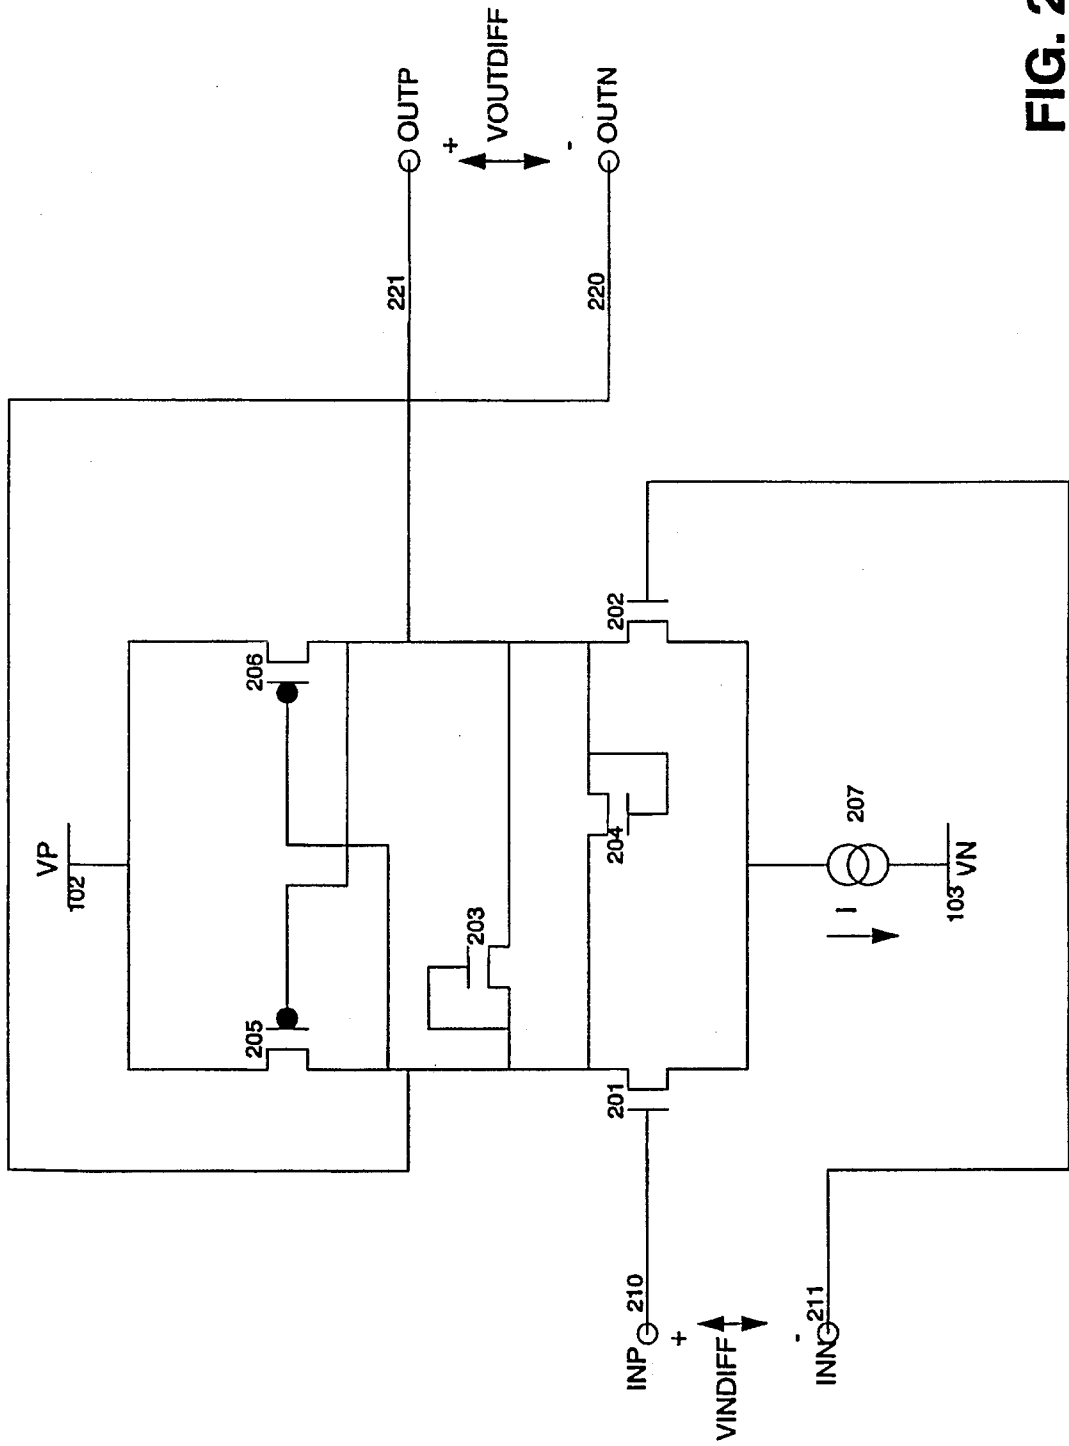 VP
102
205
206
203
204
201
202
207
I
103
VN
INP
210
+
VINDIFF
-
INN
211
221
OUTP
+
VOUTDIFF
-
220
OUTN
FIG. 2